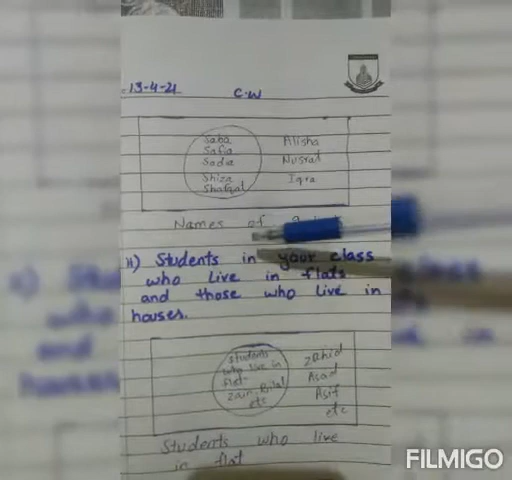 13-4-21 C.W
Saba Alisha
Safia
Sadia Nusrat
Shiza Iqra
Shafqat
Names of
H) Students in your class
who live in flats
and those who live in
houses.
Students
who live in Zahid
flat Asad
Zain, Bilal Asif
etc etc
Students who live
in flat
FILMIGO